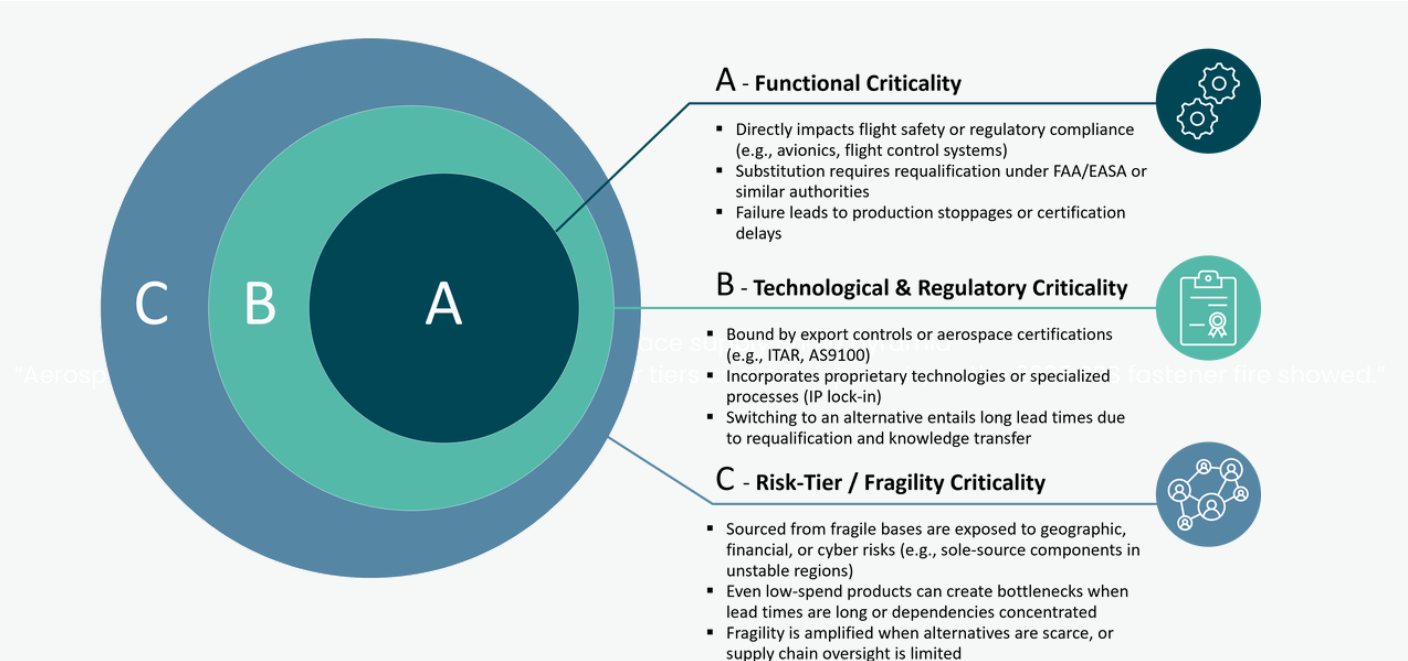 C
B
A
A - Functional Criticality
▪ Directly impacts flight safety or regulatory compliance
(e.g., avionics, flight control systems)
▪ Substitution requires requalification under FAA/EASA or
similar authorities
▪ Failure leads to production stoppages or certification
delays
B - Technological & Regulatory Criticality
▪ Bound by export controls or aerospace certifications
(e.g., ITAR, AS9100)
▪ Incorporates proprietary technologies or specialized
processes (IP lock-in)
▪ Switching to an alternative entails long lead times due
to requalification and knowledge transfer
C - Risk-Tier / Fragility Criticality
▪ Sourced from fragile bases are exposed to geographic,
financial, or cyber risks (e.g., sole-source components in
unstable regions)
▪ Even low-spend products can create bottlenecks when
lead times are long or dependencies concentrated
▪ Fragility is amplified when alternatives are scarce, or
supply chain oversight is limited
tiers
fastener fire showed."